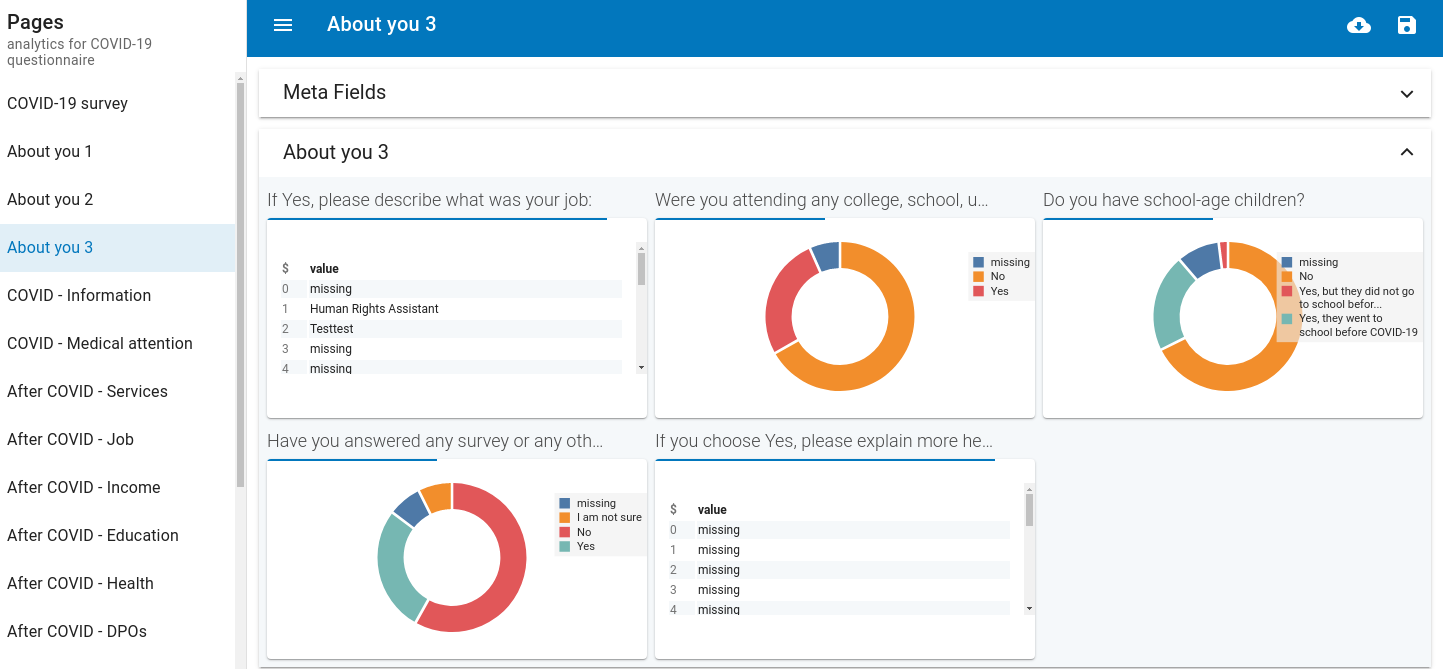 Pages
analytics for COVID-19
questionnaire
COVID-19 survey
About you 1
About you 2
About you 3
COVID - Information
COVID - Medical attention
After COVID - Services
After COVID - Job
After COVID - Income
After COVID - Education
After COVID - Health
After COVID - DPOs
About you 3
Meta Fields
About you 3
If Yes, please describe what was your job:
$ value
0 missing
1 Human Rights Assistant
2 Testtest
3 missing
4 missing
Were you attending any college, school, u...
missing
No
Yes
Do you have school-age children?
missing
No
Yes, but they did not go
to school befor...
Yes, they went to
school before COVID-19
Have you answered any survey or any oth...
missing
I am not sure
No
Yes
If you choose Yes, please explain more he...
$ value
0 missing
1 missing
2 missing
3 missing
4 missing